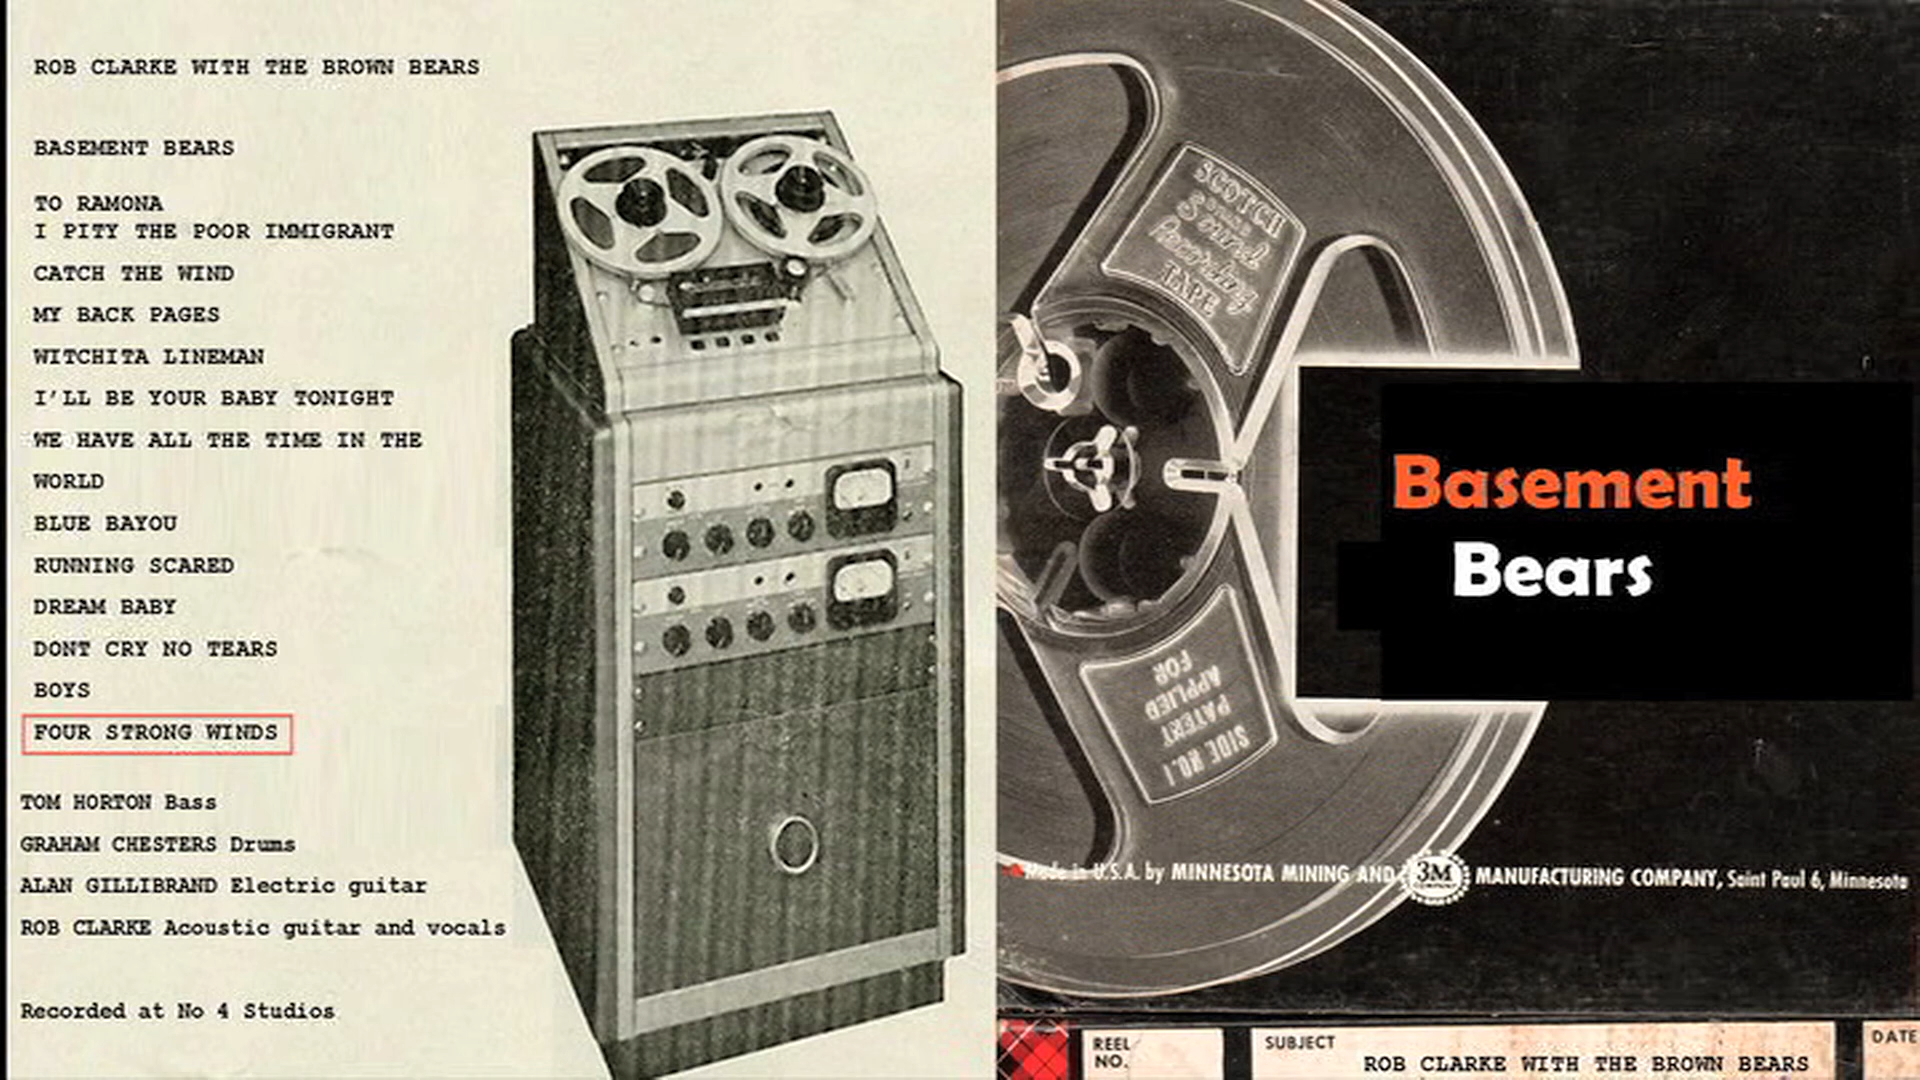 ROB CLARKE WITH THE BROWN BEARS
BASEMENT BEARS
TO RAMONA
I PITY THE POOR IMMIGRANT
CATCH THE WIND
MY BACK PAGES
WITCHITA LINEMAN
I'LL BE YOUR BABY TONIGHT
WE HAVE ALL THE TIME IN THE
WORLD
BLUE BAYOU
RUNNING SCARED
DREAM BABY
DONT CRY NO TEARS
BOYS
FOUR STRONG WINDS
TOM HORTON Bass
GRAHAM CHESTERS Drums
ALAN GILLIBRAND Electric guitar
ROB CLARKE Acoustic guitar and vocals
Recorded at No 4 Studios
SCOTCH
Sound
Recording
TAPE
Basement
Bears
SIDE NO.1
PATENT
APPLIED
FOR
Made in U.S.A. by MINNESOTA MINING AND 3M MANUFACTURING COMPANY, Saint Paul 6, Minnesota
REEL
NO.
SUBJECT
ROB CLARKE WITH THE BROWN BEARS
DATE